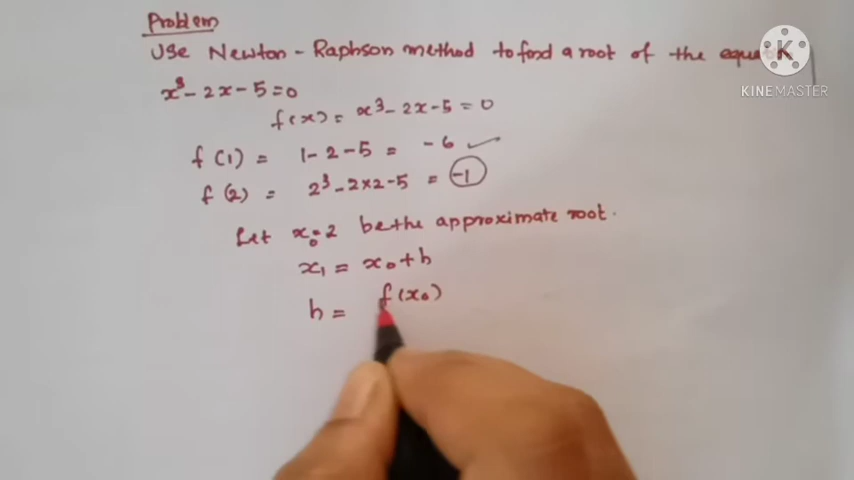 Problem
Use Newton - Raphson method to find a root of the
x³ - 2x - 5 = 0
f(x) = x³ - 2x - 5 = 0
f(1) = 1 - 2 - 5 = -6
f(2) = 2³ - 2×2 - 5 = -1
Let x₀ = 2 be the approximate root.
x₁ = x₀ + h
h = f(x₀)
K
KINEMASTER